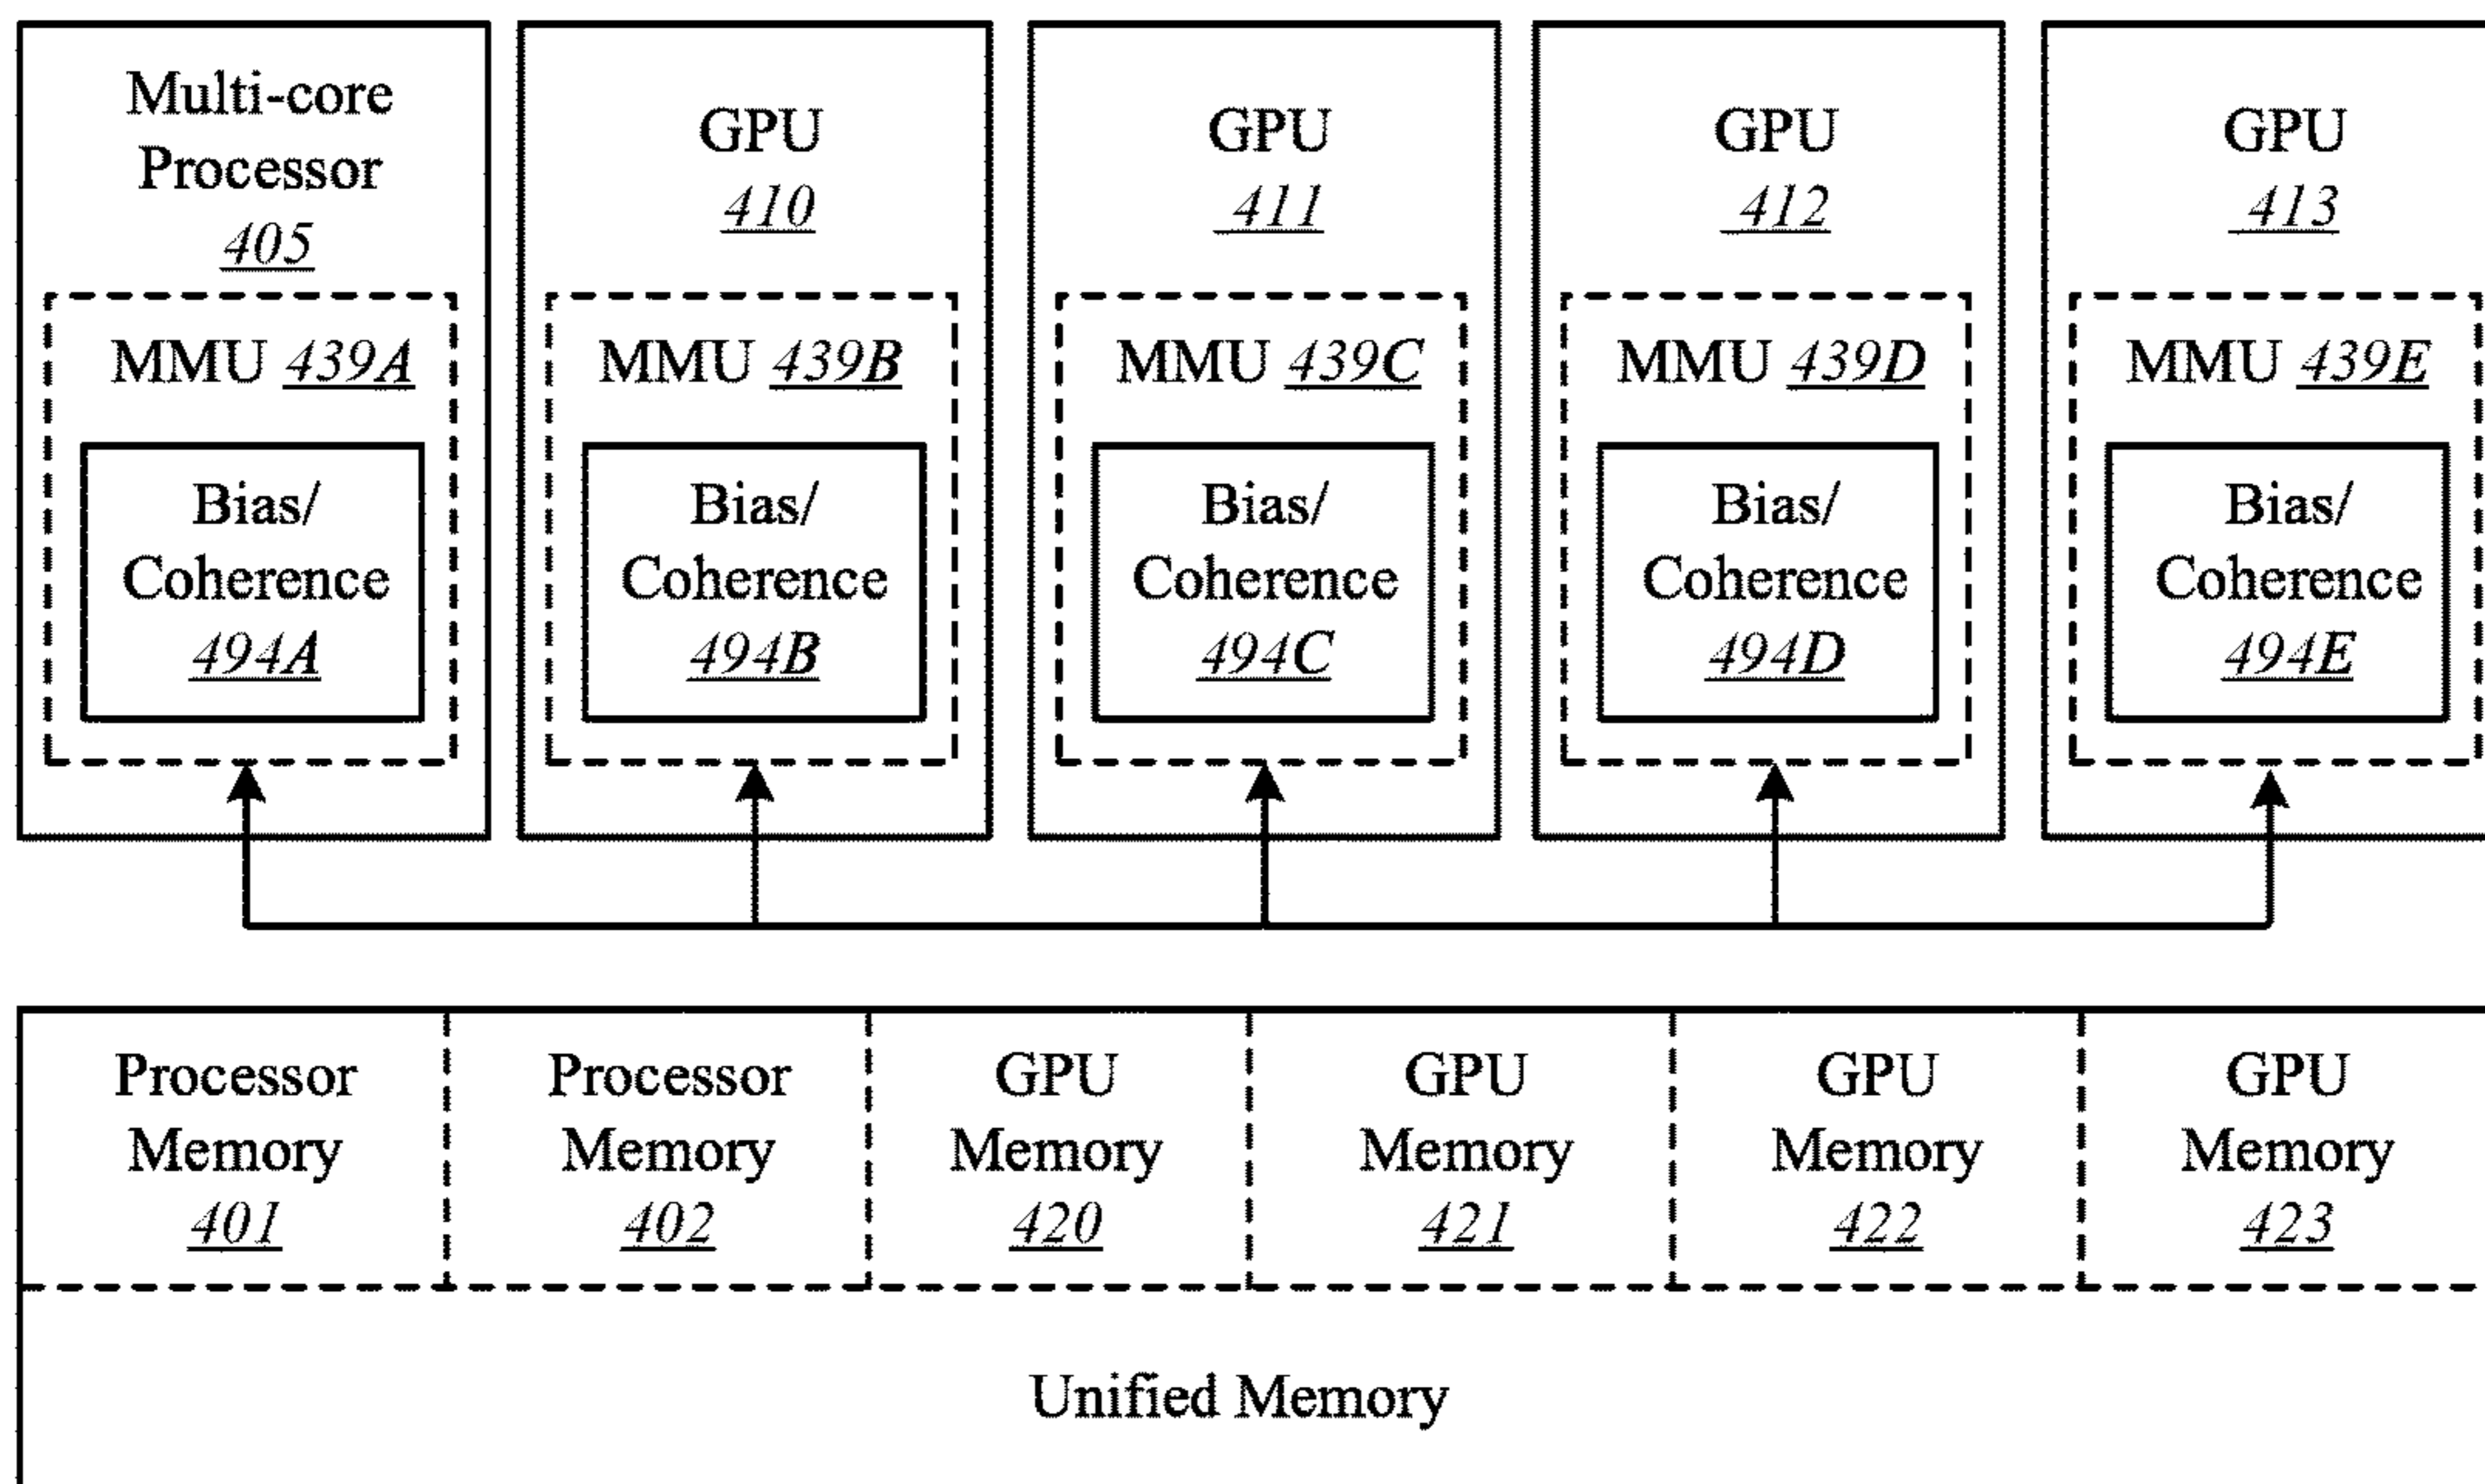 Multi-core
Processor
405
MMU 439A
Bias/
Coherence
494A
GPU
410
MMU 439B
Bias/
Coherence
494B
GPU
411
MMU 439C
Bias/
Coherence
494C
GPU
412
MMU 439D
Bias/
Coherence
494D
GPU
413
MMU 439E
Bias/
Coherence
494E
Processor
Memory
401
Processor
Memory
402
GPU
Memory
420
GPU
Memory
421
GPU
Memory
422
GPU
Memory
423
Unified Memory